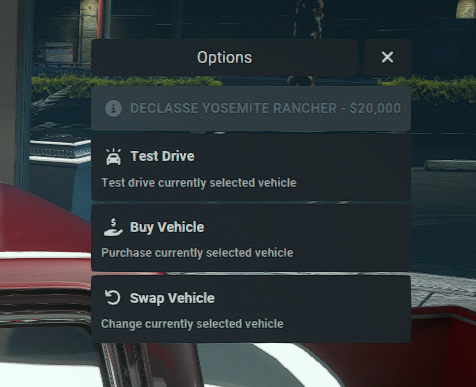 Options
DECLASSE YOSEMITE RANCHER - $20,000
Test Drive
Test drive currently selected vehicle
Buy Vehicle
Purchase currently selected vehicle
Swap Vehicle
Change currently selected vehicle